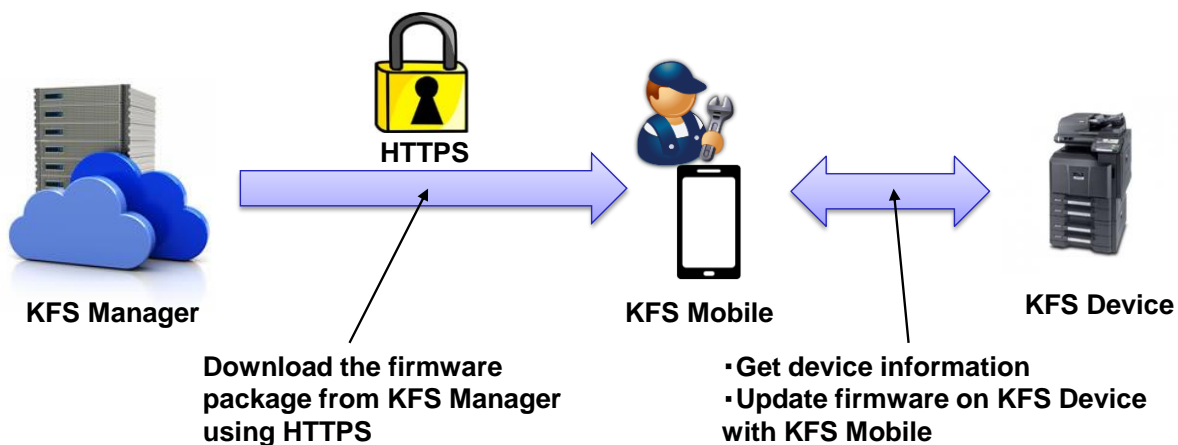 HTTPS
KFS Manager
KFS Mobile
KFS Device
Download the firmware
package from KFS Manager
using HTTPS
・Get device information
・Update firmware on KFS Device
with KFS Mobile